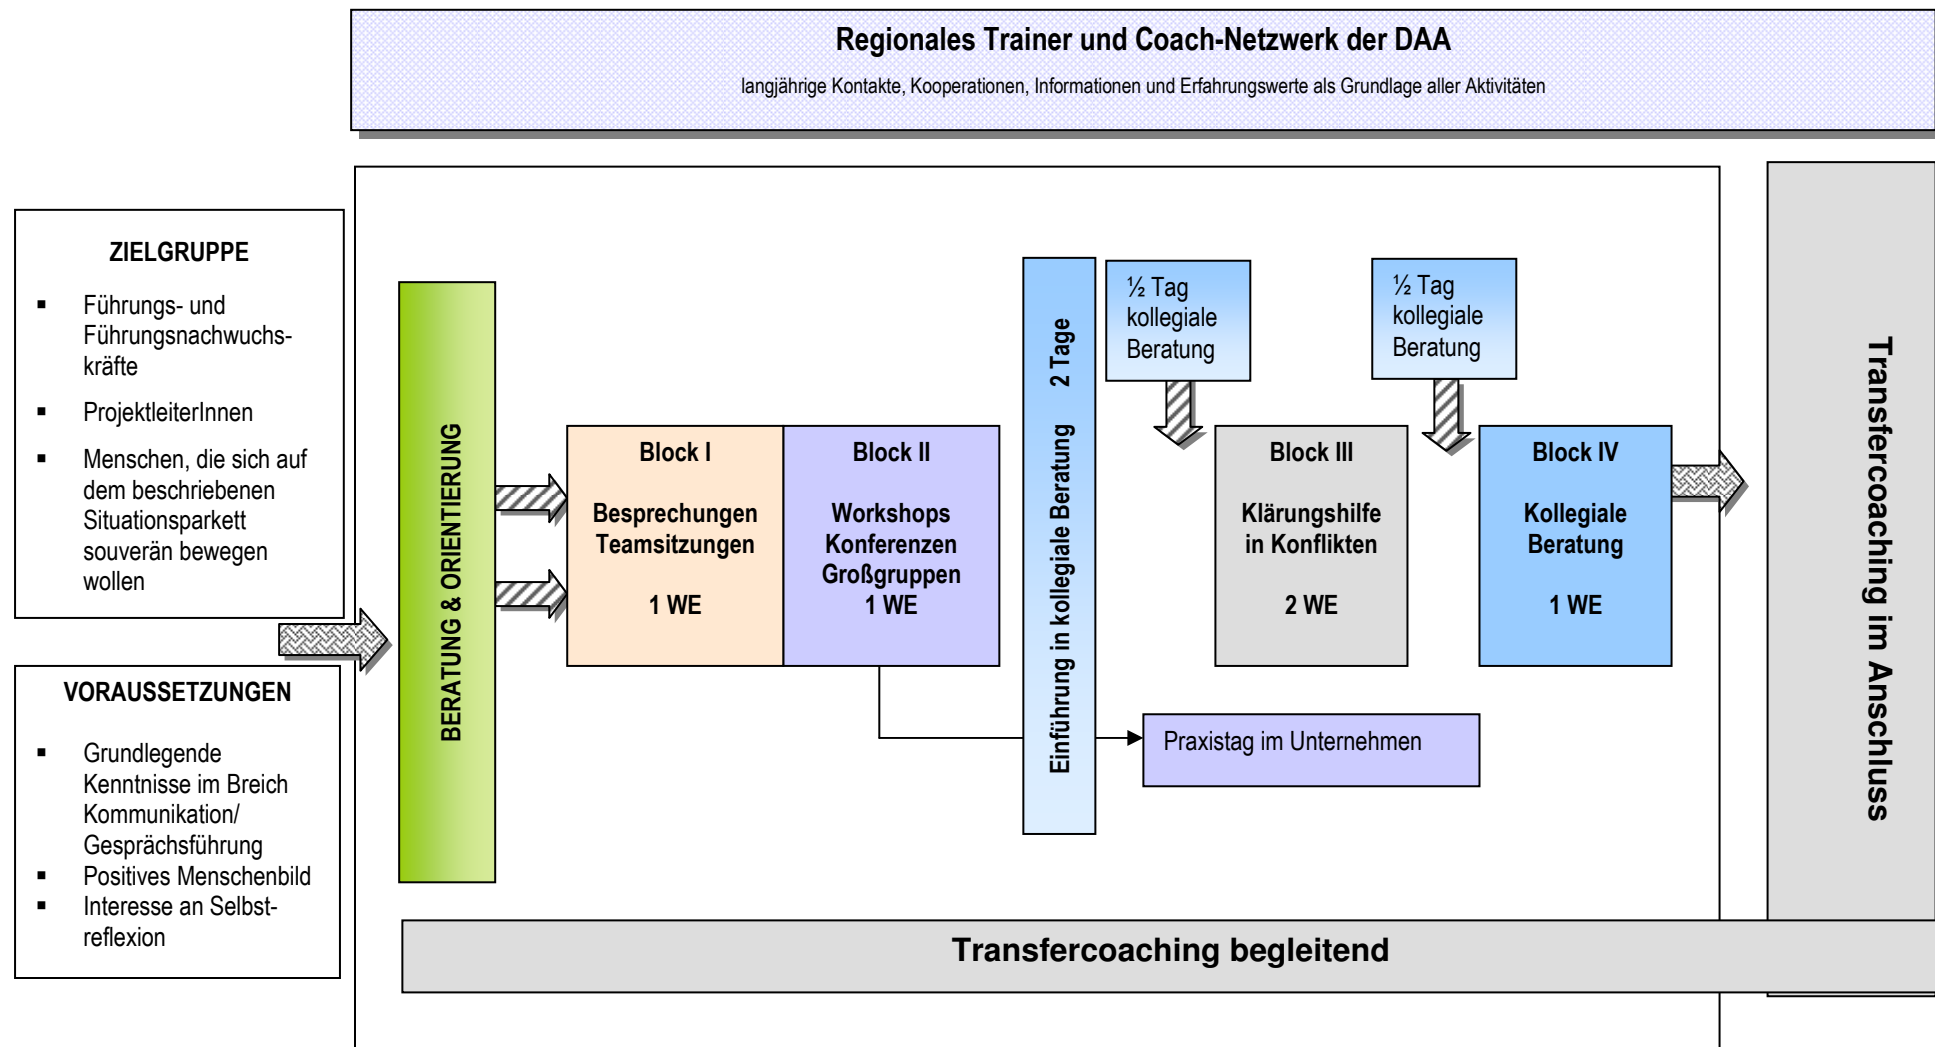 Regionales Trainer und Coach-Netzwerk der DAA
langjährige Kontakte, Kooperationen, Informationen und Erfahrungswerte als Grundlage aller Aktivitäten
ZIELGRUPPE
▪ Führungs- und
Führungsnachwuchs-
kräfte
▪ ProjektleiterInnen
▪ Menschen, die sich auf
dem beschriebenen
Situationsparkett
souverän bewegen
wollen
VORAUSSETZUNGEN
▪ Grundlegende
Kenntnisse im Breich
Kommunikation/
Gesprächsführung
▪ Positives Menschenbild
▪ Interesse an Selbst-
reflexion
BERATUNG & ORIENTIERUNG
Block I
Besprechungen
Teamsitzungen
1 WE
Block II
Workshops
Konferenzen
Großgruppen
1 WE
Einführung in kollegiale Beratung 2 Tage
½ Tag
kollegiale
Beratung
Block III
Klärungshilfe
in Konflikten
2 WE
½ Tag
kollegiale
Beratung
Block IV
Kollegiale
Beratung
1 WE
Praxistag im Unternehmen
Transfercoaching im Anschluss
Transfercoaching begleitend